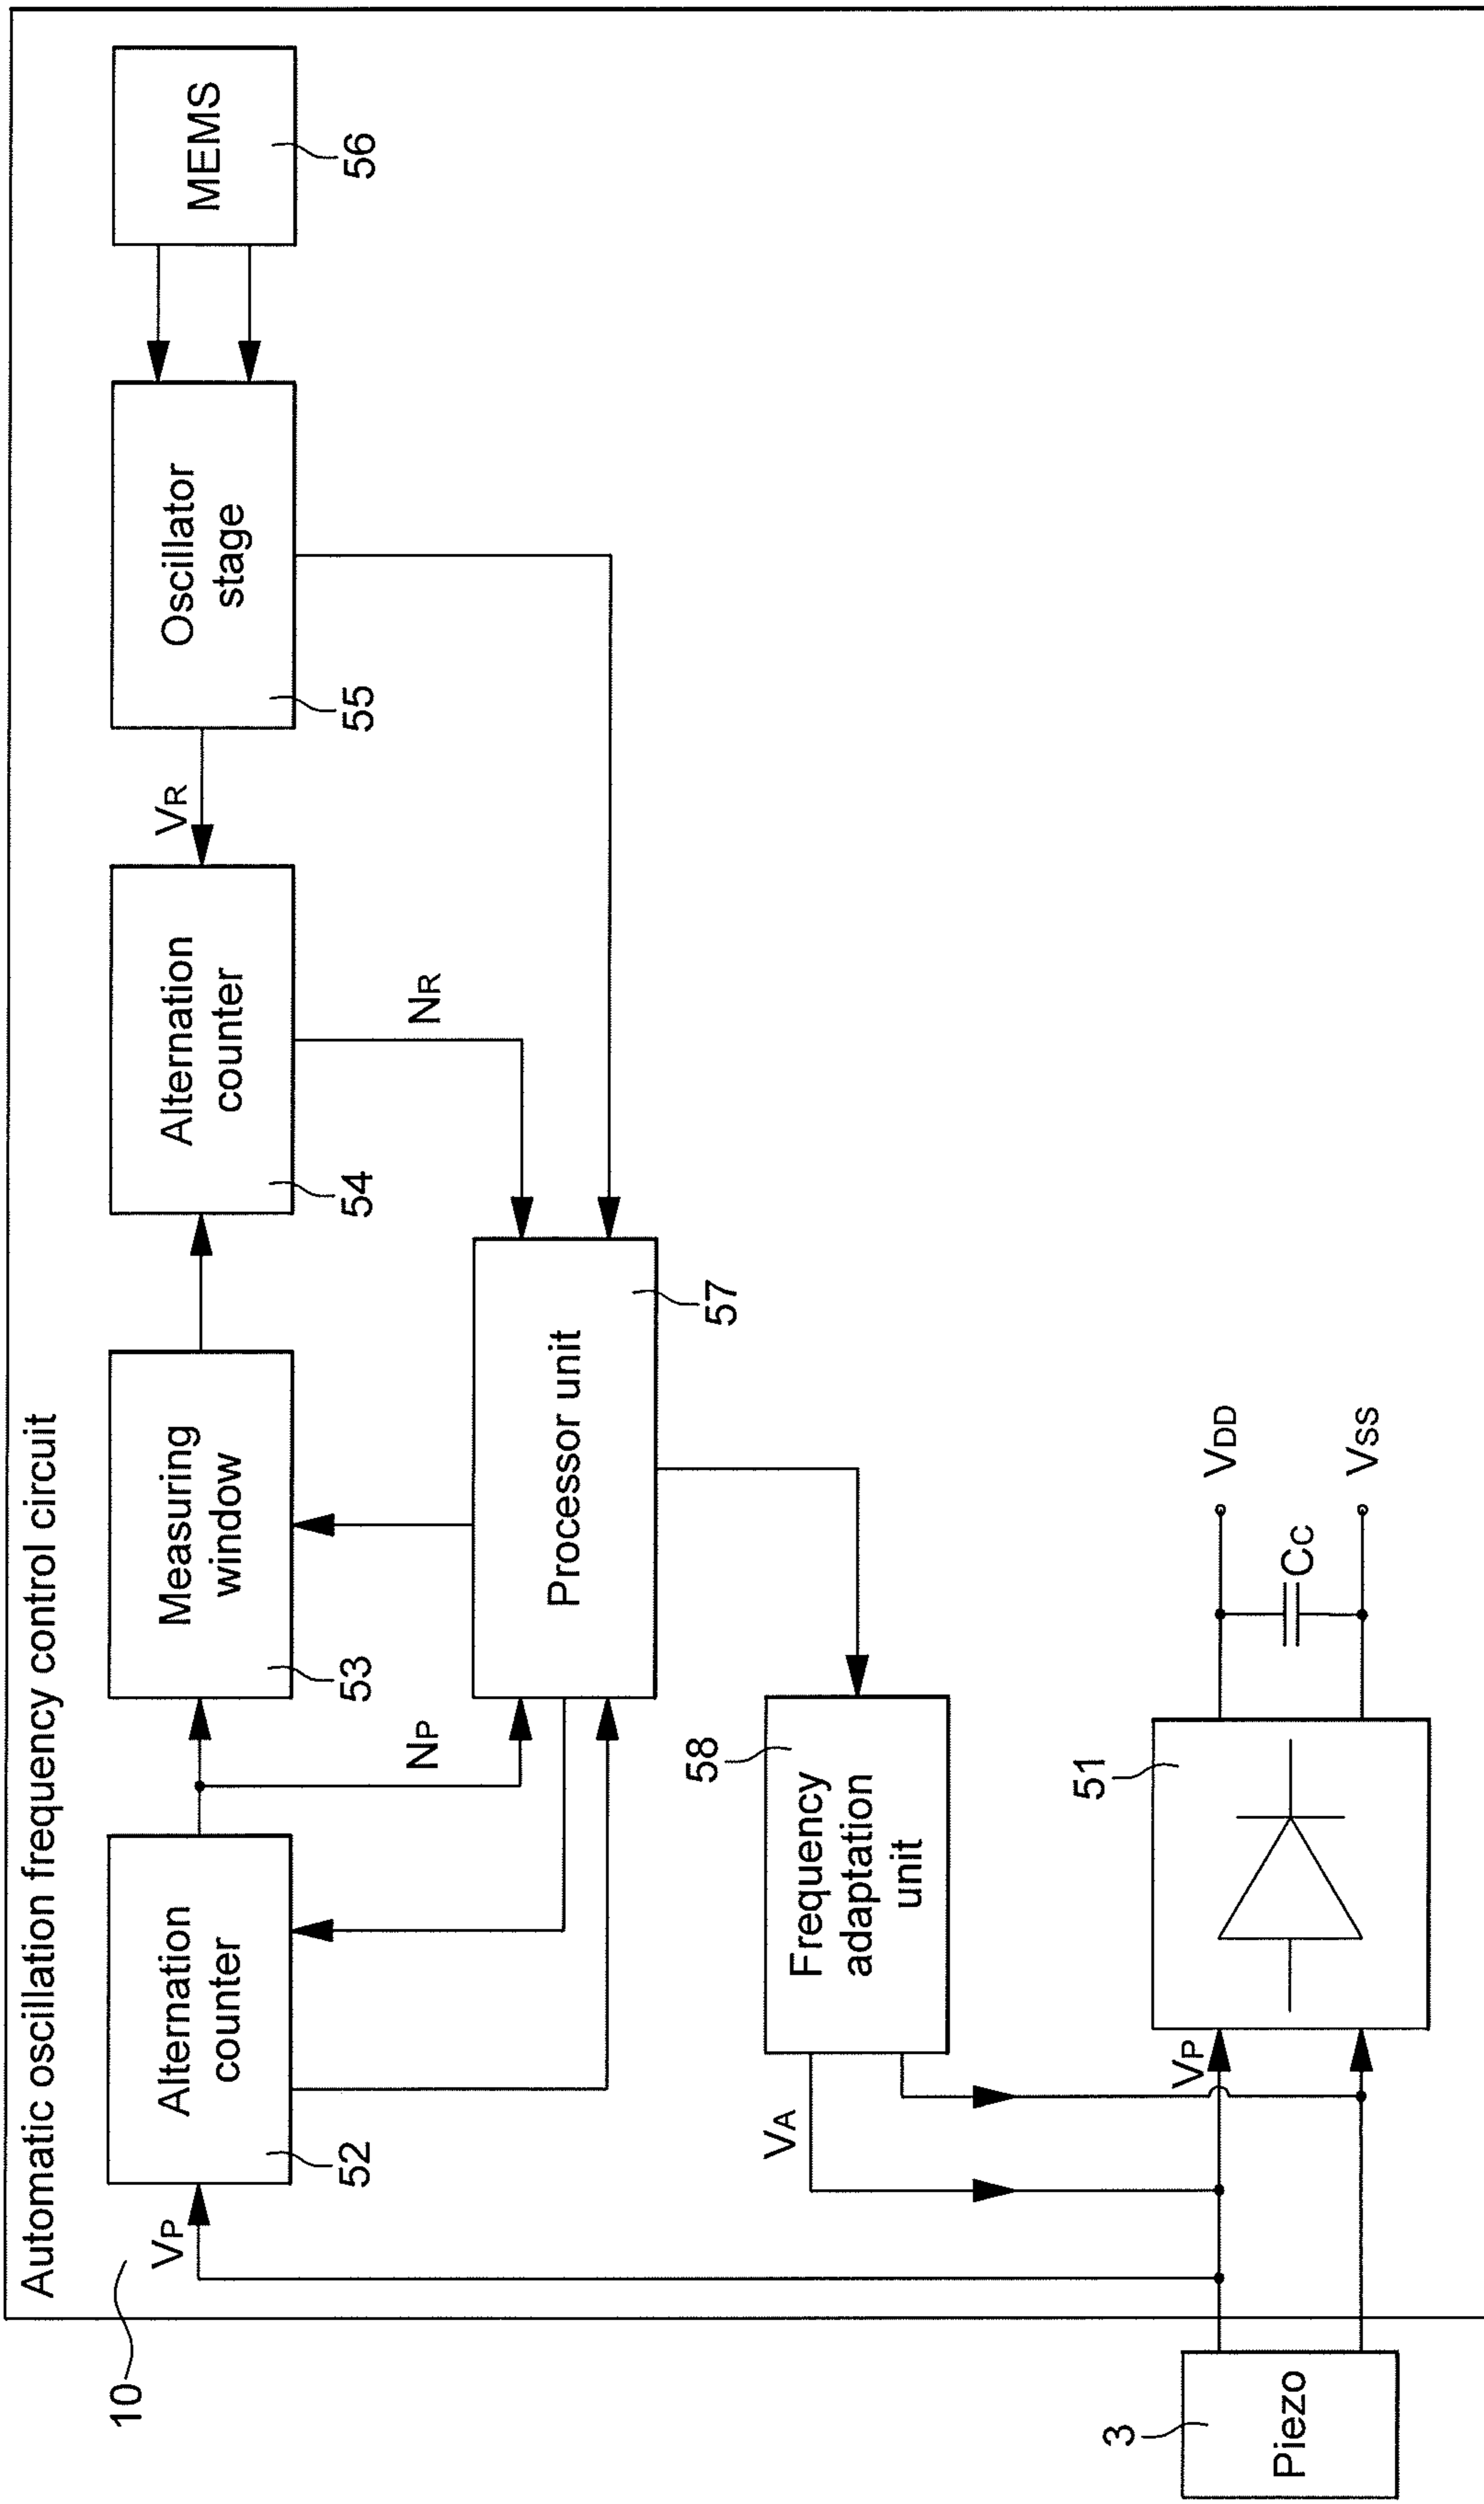 Automatic oscillation frequency control circuit
10
VP
Alternation
counter
52
Measuring
window
53
Alternation
counter
54
VR
Oscillator
stage
55
MEMS
56
NP
NR
Processor unit
57
58
Frequency
adaptation
unit
VA
VP
51
VDD
CC
VSS
3
Piezo